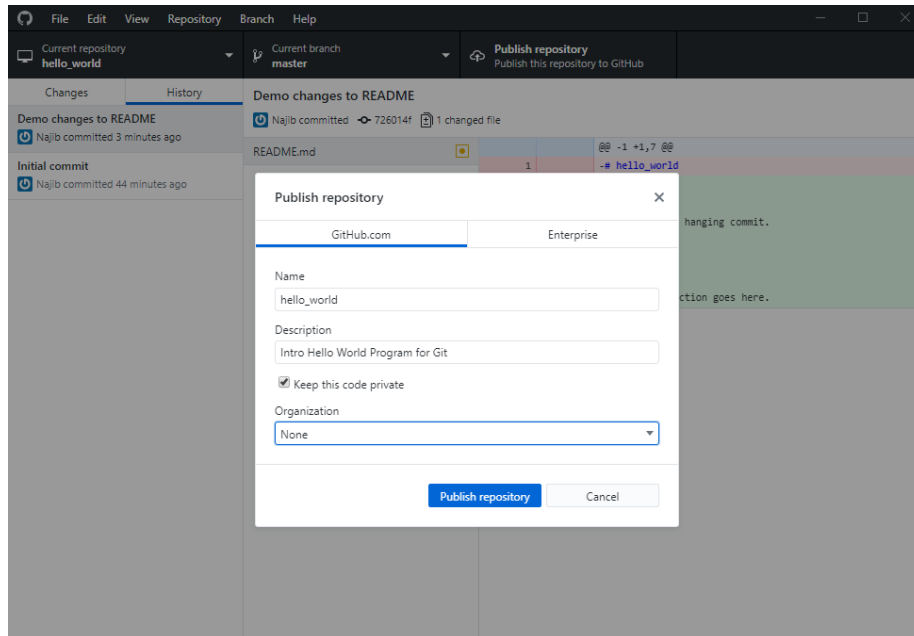 File Edit View Repository Branch Help
Current repository
hello_world
Current branch
master
Publish repository
Publish this repository to GitHub
Changes History
Demo changes to README
Najib committed 3 minutes ago
Initial commit
Najib committed 44 minutes ago
Demo changes to README
Najib committed 726014f 1 changed file
README.md
@@ -1 +1,7 @@
1 -# hello_world
hanging commit.
ction goes here.
Publish repository
GitHub.com Enterprise
Name
hello_world
Description
Intro Hello World Program for Git
Keep this code private
Organization
None
Publish repository Cancel